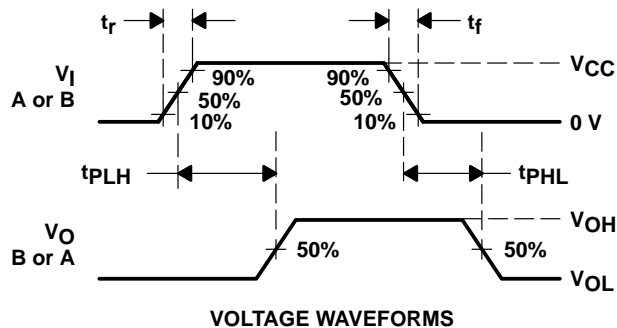 tr
tf
VI
A or B
90%
50%
10%
90%
50%
10%
VCC
0 V
tPLH
tPHL
VO
B or A
50%
50%
VOH
VOL
VOLTAGE WAVEFORMS